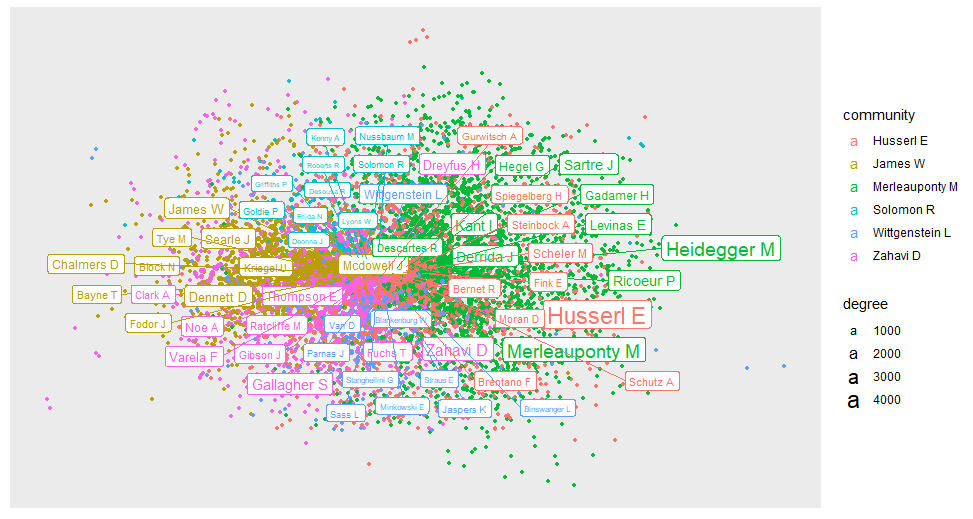 Kenny A
Nussbaum M
Gurwitsch A
Roberts R
Solomon R
Dreyfus H
Hegel G
Sartre J
Griffiths P
Desousa R
Wittgenstein L
Spiegelberg H
Gadamer H
James W
Goldie P
Frijda N
Lyons W
Kant I
Steinbock A
Levinas E
Tye M
Searle J
Deonna J
Descartes R
Heidegger M
Chalmers D
Block N
Kriegel U
Mcdowell J
Derrida J
Scheler M
Bayne T
Clark A
Dennett D
Thompson E
Bernet R
Fink E
Ricoeur P
Fodor J
Noe A
Ratcliffe M
Van D
Blankenburg W
Moran D
Husserl E
Varela F
Gibson J
Parnas J
Fuchs T
Zahavi D
Merleauponty M
Gallagher S
Stanghellini G
Straus E
Brentano F
Schutz A
Sass L
Minkowski E
Jaspers K
Binswanger L
community
a Husserl E
a James W
a Merleauponty M
a Solomon R
a Wittgenstein L
a Zahavi D
degree
a 1000
a 2000
a 3000
a 4000